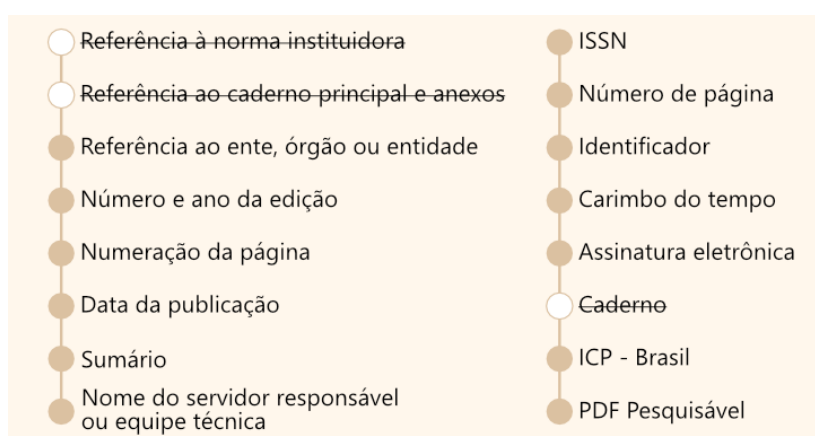 Referência à norma instituidora
Referência ao caderno principal e anexos
Referência ao ente, órgão ou entidade
Número e ano da edição
Numeração da página
Data da publicação
Sumário
Nome do servidor responsável
ou equipe técnica
ISSN
Número de página
Identificador
Carimbo do tempo
Assinatura eletrônica
Caderno
ICP - Brasil
PDF Pesquisável